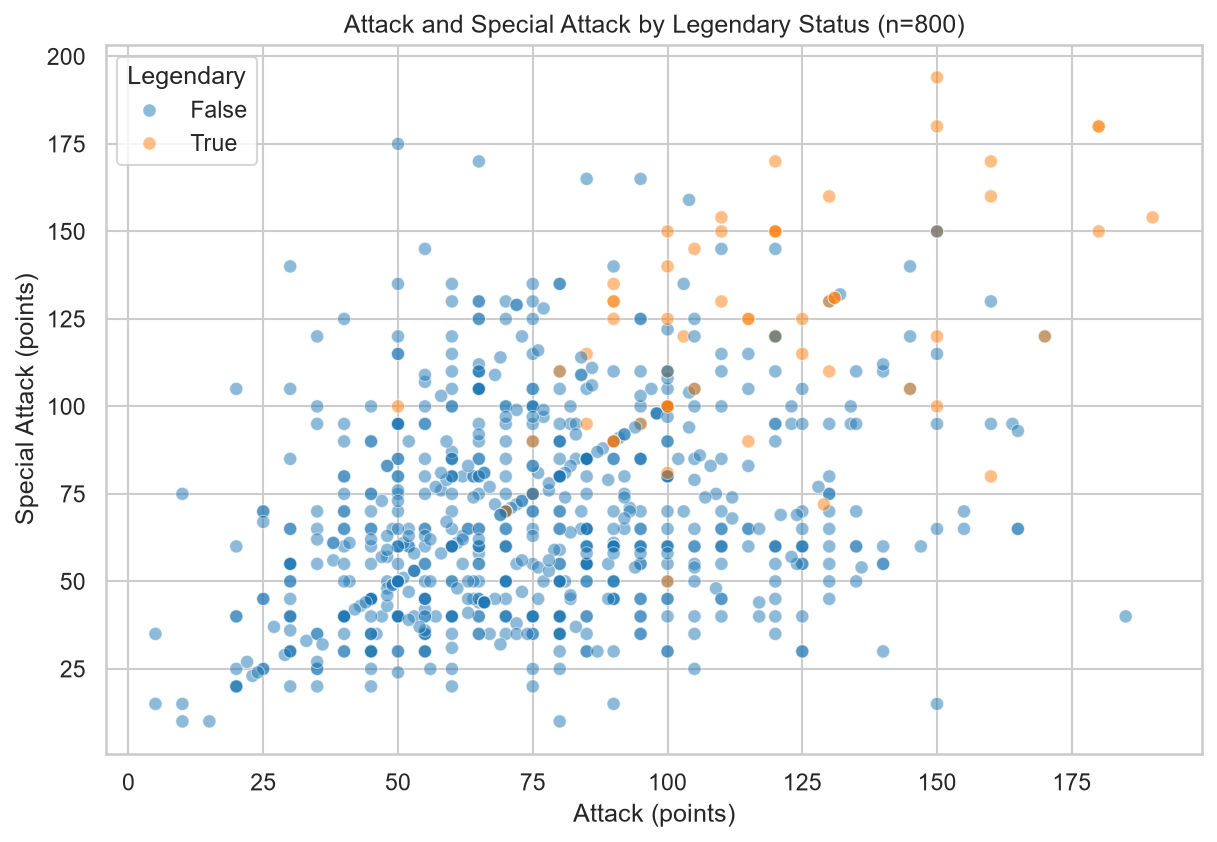 Attack and Special Attack by Legendary Status (n=800)
Legendary
False
True
Special Attack (points)
200
175
150
125
100
75
50
25
0 25 50 75 100 125 150 175
Attack (points)